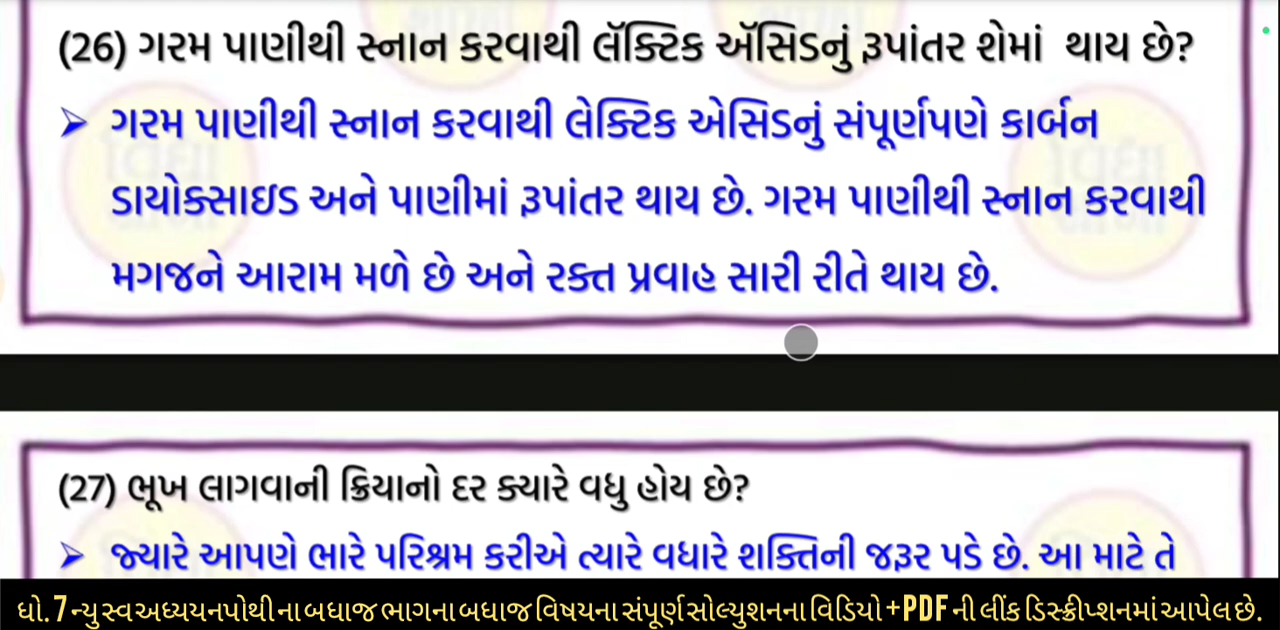 (26) ગરમ પાણીથી સ્નાન કરવાથી લૅક્ટિક ઍસિડનું રૂપાંતર શેમાં થાય છે?
➢ ગરમ પાણીથી સ્નાન કરવાથી લેક્ટિક એસિડનું સંપૂર્ણપણે કાર્બન
ડાયોક્સાઇડ અને પાણીમાં રૂપાંતર થાય છે. ગરમ પાણીથી સ્નાન કરવાથી
મગજને આરામ મળે છે અને રક્ત પ્રવાહ સારી રીતે થાય છે.
(27) ભૂખ લાગવાની ક્રિયાનો દર ક્યારે વધુ હોય છે?
➢ જ્યારે આપણે ભારે પરિશ્રમ કરીએ ત્યારે વધારે શક્તિની જરૂર પડે છે. આ માટે તે
ધો. 7 ન્યુ સ્વઅધ્યયનપોથી ના બધાજ ભાગના બધાજ વિષયના સંપૂર્ણ સોલ્યુશનના વિડિયો + PDF ની લીંક ડિસ્ક્રીપ્શનમાં આપેલ છે.